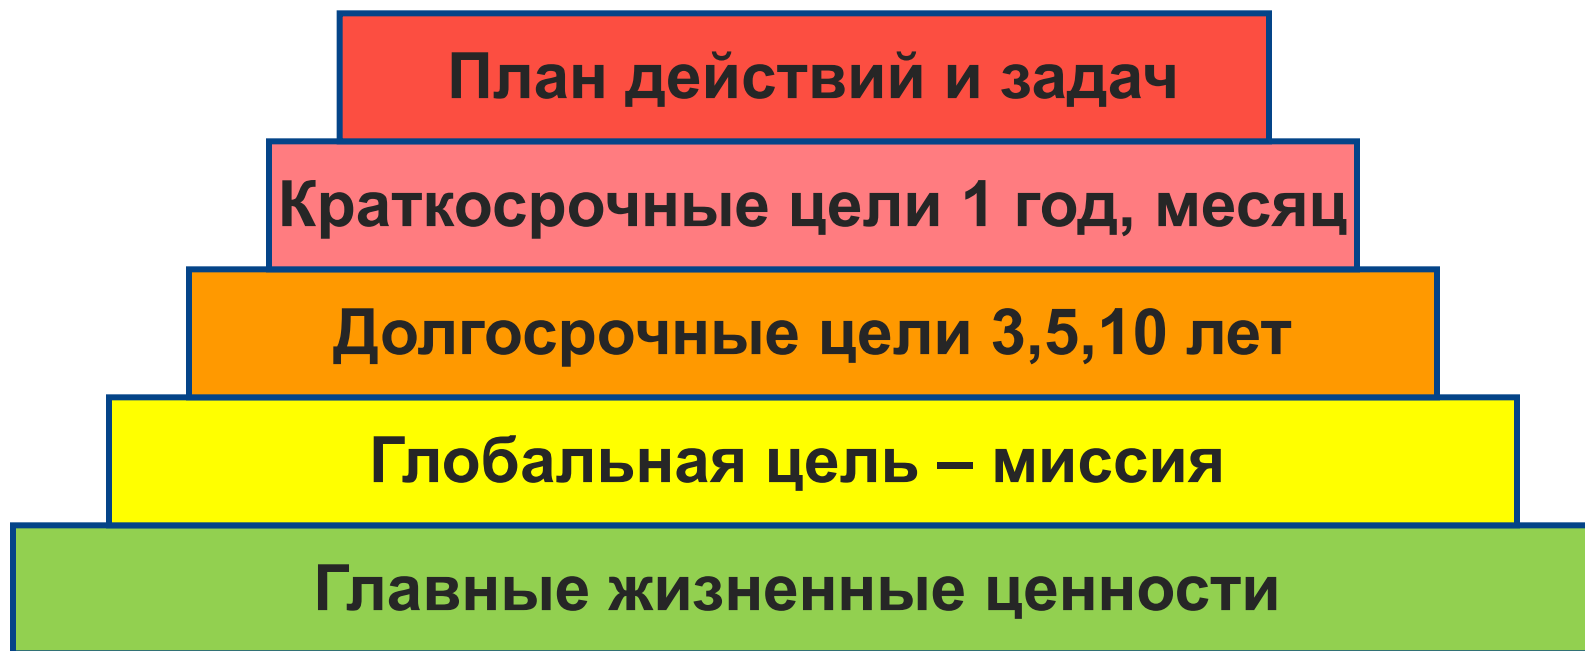 План действий и задач
Краткосрочные цели 1 год, месяц
Долгосрочные цели 3,5,10 лет
Глобальная цель – миссия
Главные жизненные ценности